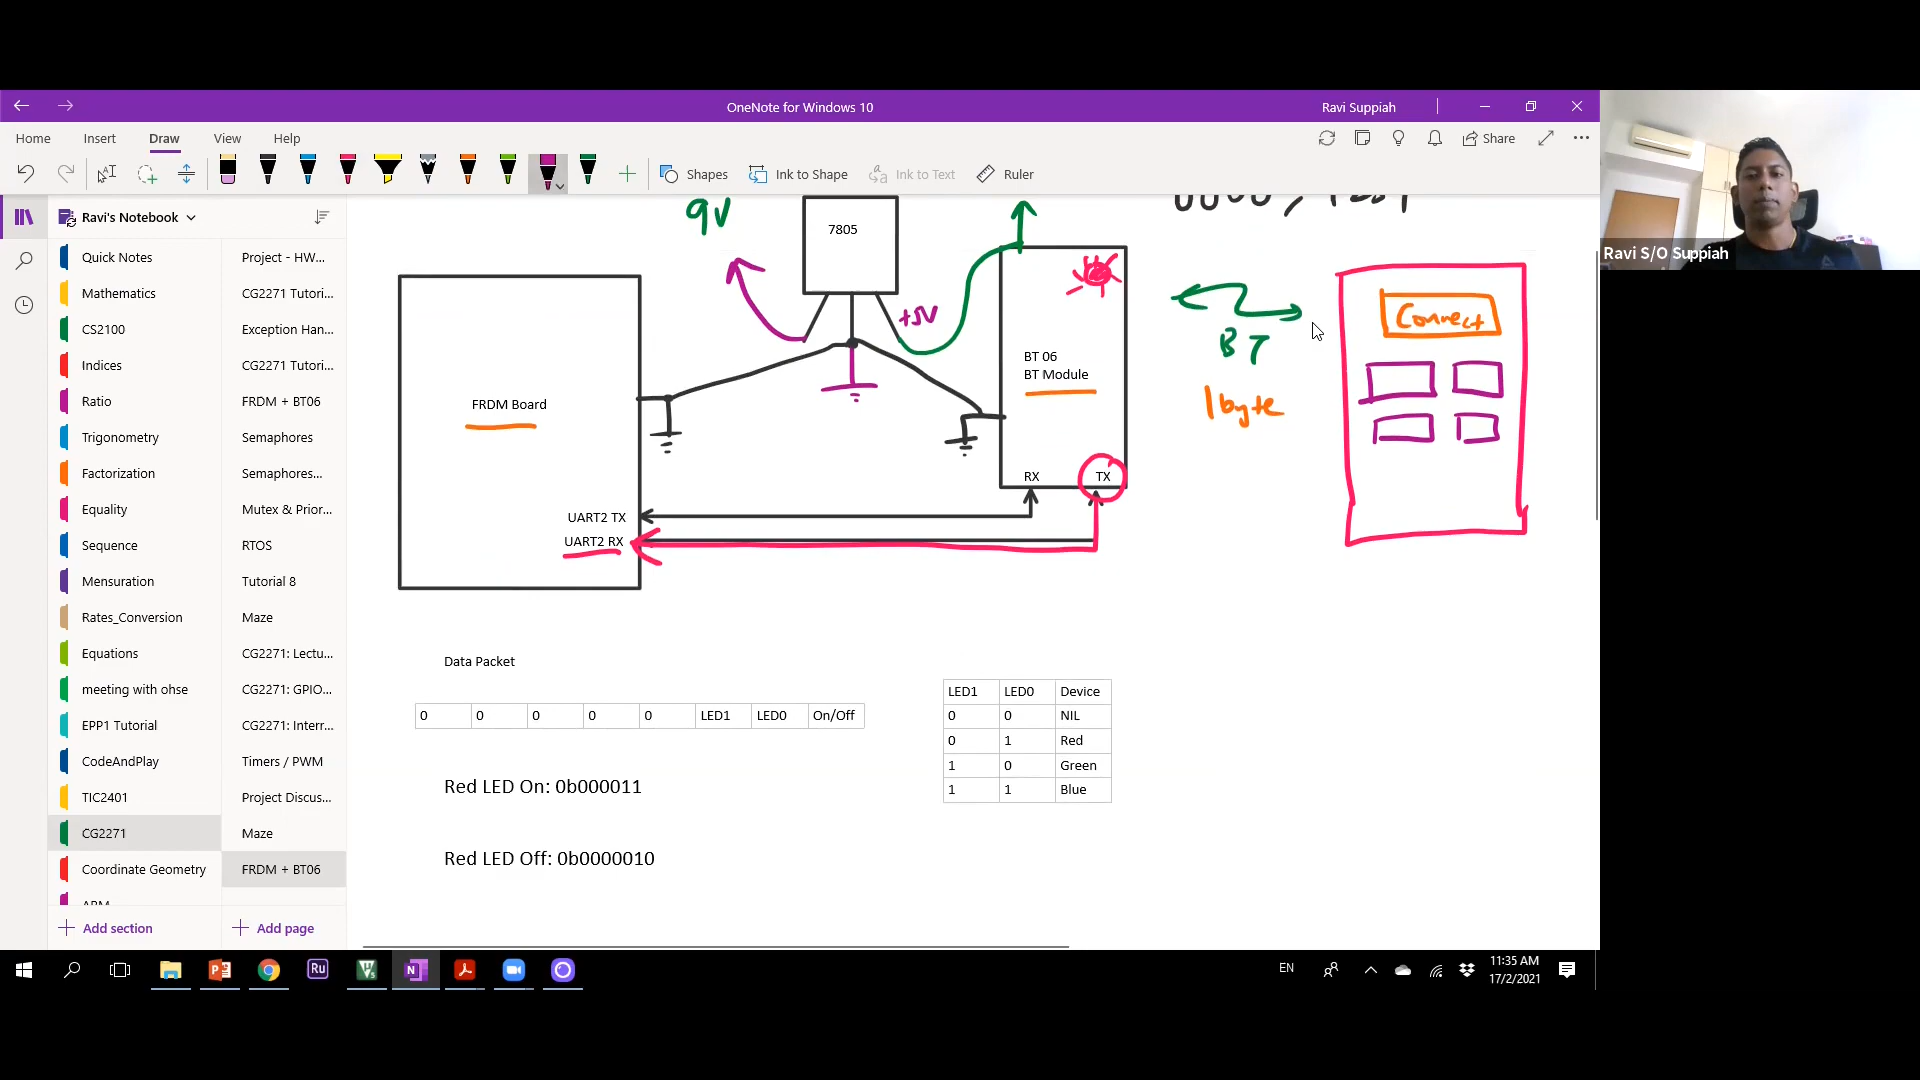 OneNote for Windows 10
Ravi Suppiah
Home
Insert
Draw
View
Help
Share
Shapes
Ink to Shape
Ink to Text
Ruler
Ravi's Notebook
Quick Notes
Mathematics
CS2100
Indices
Ratio
Trigonometry
Factorization
Equality
Sequence
Mensuration
Rates_Conversion
Equations
meeting with ohse
EPP1 Tutorial
CodeAndPlay
TIC2401
CG2271
Coordinate Geometry
ARM
Add section
Project - HW...
CG2271 Tutori...
Exception Han...
CG2271 Tutori...
FRDM + BT06
Semaphores
Semaphores...
Mutex & Prior...
RTOS
Tutorial 8
Maze
CG2271: Lectu...
CG2271: GPIO...
CG2271: Interr...
Timers / PWM
Project Discus...
Maze
FRDM + BT06
Add page
9V
7805
+5V
FRDM Board
UART2 TX
UART2 RX
BT 06
BT Module
RX
TX
BT
1byte
Connect
Data Packet
0 0 0 0 0 LED1 LED0 On/Off
Red LED On: 0b000011
Red LED Off: 0b0000010
LED1 LED0 Device
0 0 NIL
0 1 Red
1 0 Green
1 1 Blue
Ravi S/O Suppiah
EN
11:35 AM
17/2/2021